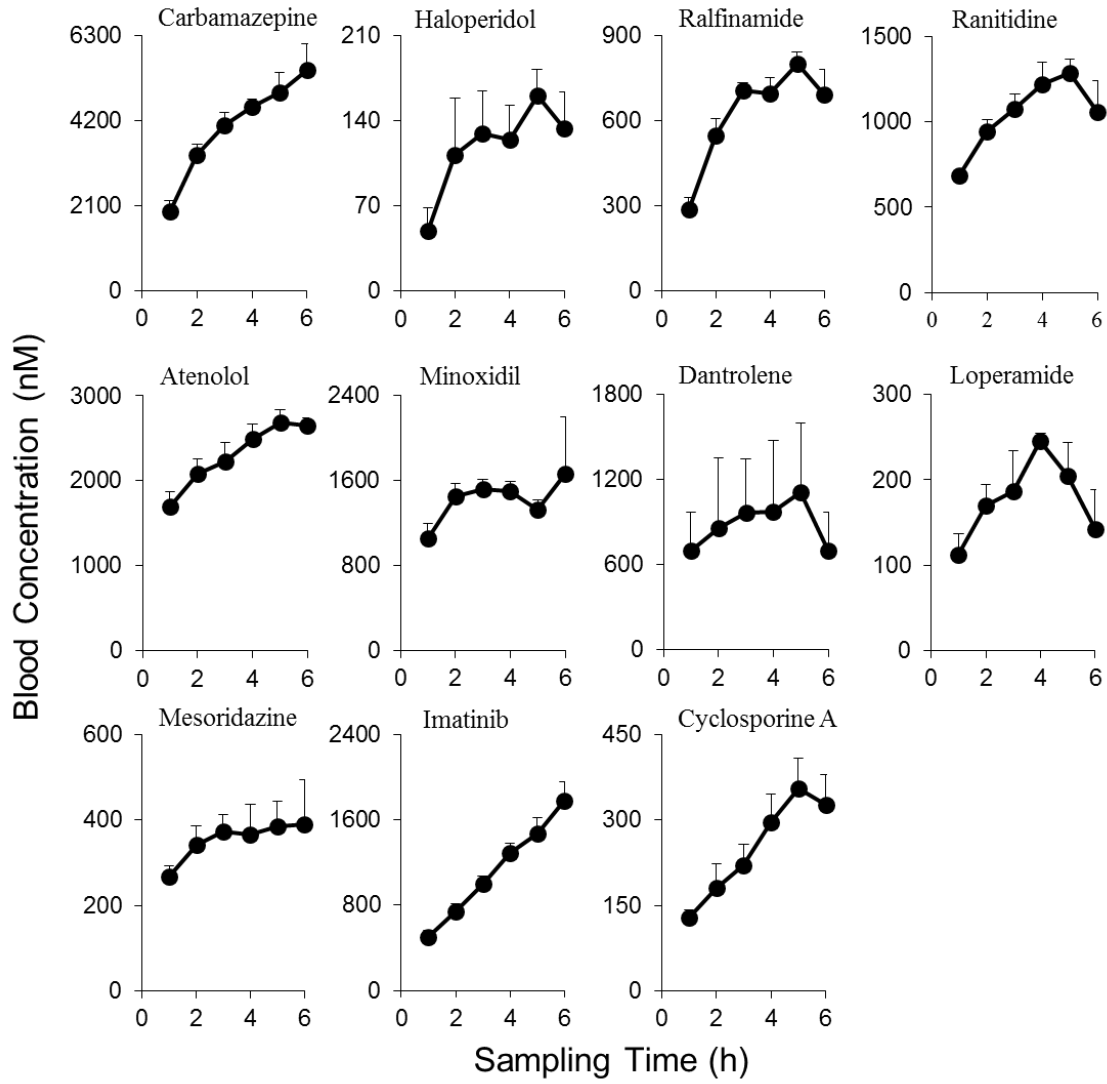 Carbamazepine Haloperidol Ralfinamide Ranitidine
6300 210 900 1500
4200 140 600 1000
2100 70 300 500
0 0 0 0
0 2 4 6 0 2 4 6 0 2 4 6 0 2 4 6
Atenolol Minoxidil Dantrolene Loperamide
3000 2400 1800 300
2000 1600 1200 200
1000 800 600 100
0 0 0 0
0 2 4 6 0 2 4 6 0 2 4 6 0 2 4 6
Blood Concentration (nM)
Mesoridazine Imatinib Cyclosporine A
600 2400 450
400 1600 300
200 800 150
0 0 0
0 2 4 6 0 2 4 6 0 2 4 6
Sampling Time (h)